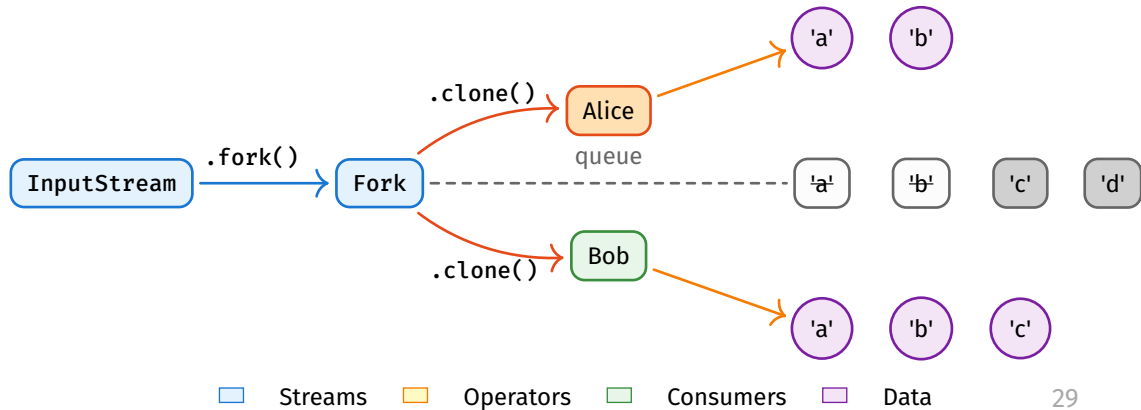 'a' 'b'
.clone()
Alice
.fork()
queue
InputStream
Fork
'a' 'b' 'c' 'd'
Bob
.clone()
'a' 'b' 'c'
Streams Operators Consumers Data
29